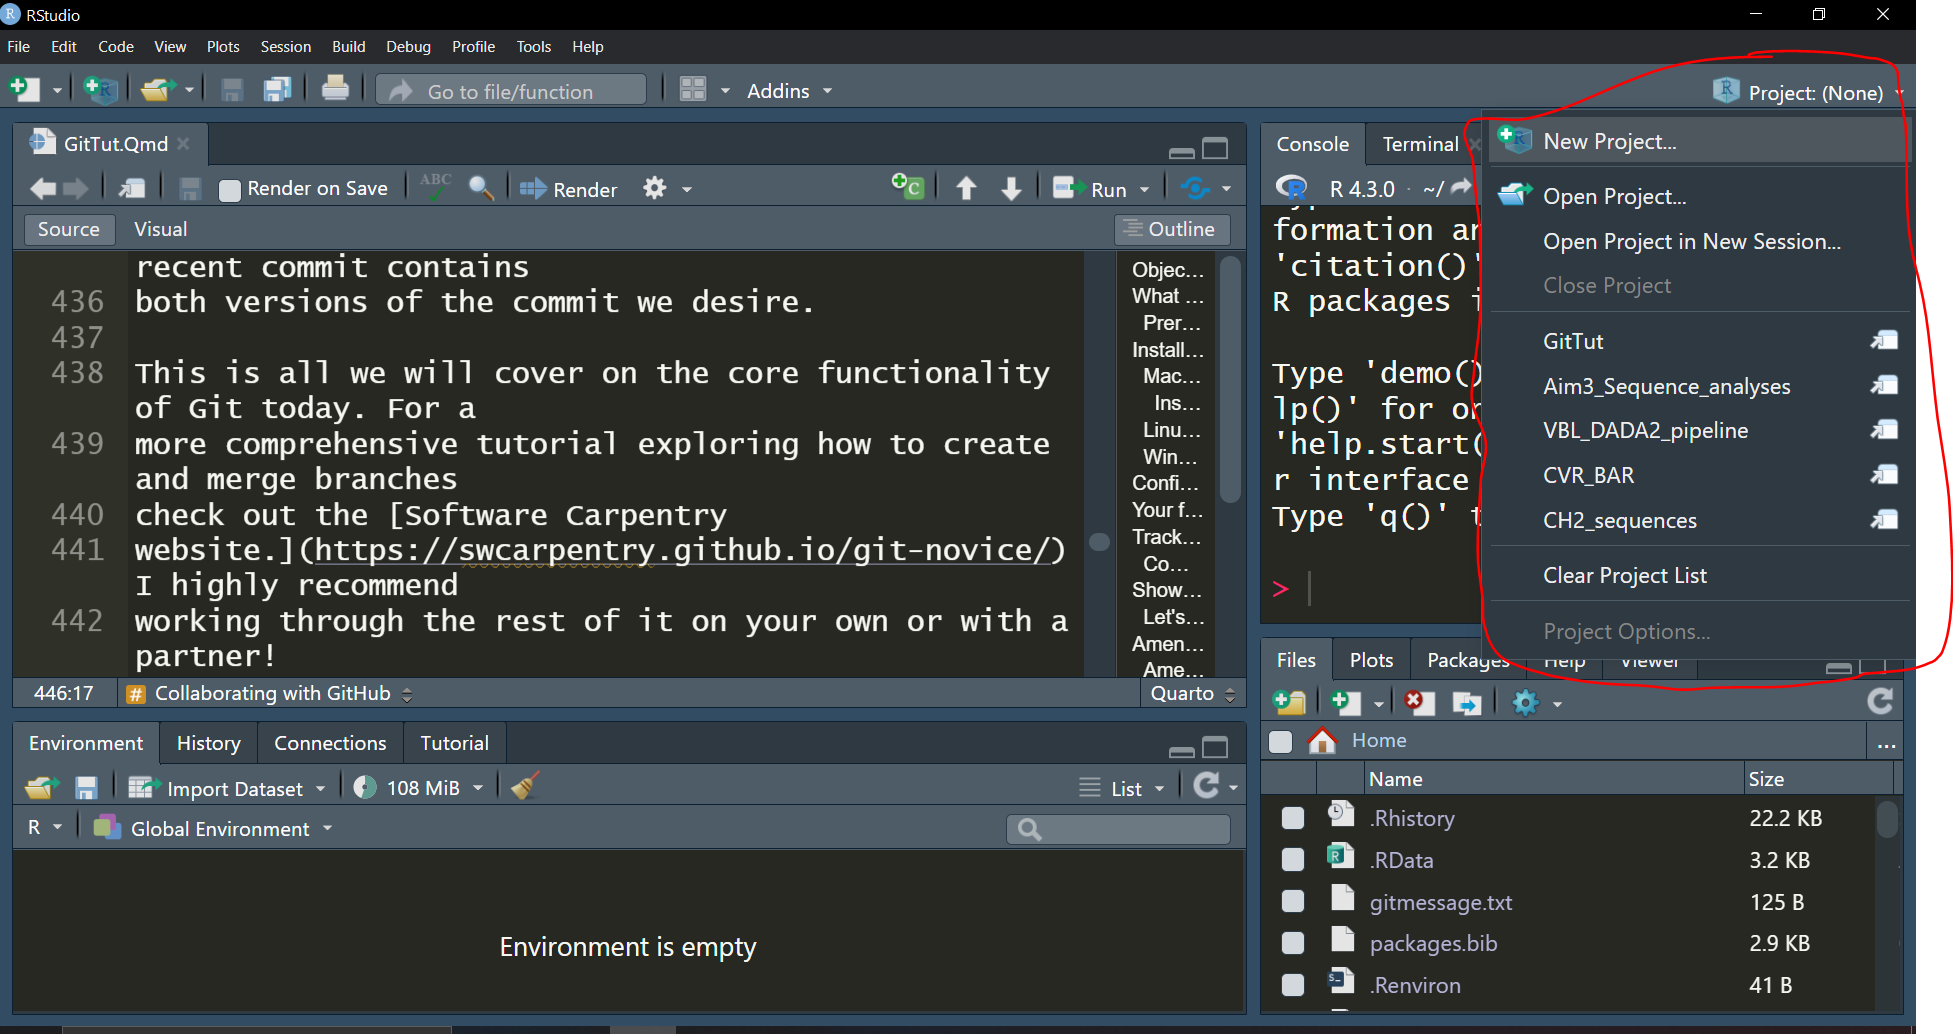 RStudio
File Edit Code View Plots Session Build Debug Profile Tools Help
Go to file/function
Addins
Project: (None)
GitTut.Qmd
Render on Save
ABC
Render
Run
Source Visual
Outline
recent commit contains
436 both versions of the commit we desire.
437
438 This is all we will cover on the core functionality
of Git today. For a
439 more comprehensive tutorial exploring how to create
and merge branches
440 check out the [Software Carpentry
441 website.](https://swcarpentry.github.io/git-novice/)
I highly recommend
442 working through the rest of it on your own or with a
partner!
Objec...
What ...
Prer...
Install...
Mac...
Ins...
Linu...
Win...
Confi...
Your f...
Track...
Co...
Show...
Let's...
Amen...
Ame...
446:17 # Collaborating with GitHub
Quarto
Console Terminal
R 4.3.0 · ~/
formation ar
'citation()'
R packages i
Type 'demo()
lp()' for or
'help.start(
r interface
Type 'q()' t
>
New Project...
Open Project...
Open Project in New Session...
Close Project
GitTut
Aim3_Sequence_analyses
VBL_DADA2_pipeline
CVR_BAR
CH2_sequences
Clear Project List
Project Options...
Environment History Connections Tutorial
Import Dataset
108 MiB
List
R
Global Environment
Environment is empty
Files Plots Packages Help Viewer
Home
...
Name Size
.Rhistory 22.2 KB
.RData 3.2 KB
gitmessage.txt 125 B
packages.bib 2.9 KB
.Renviron 41 B